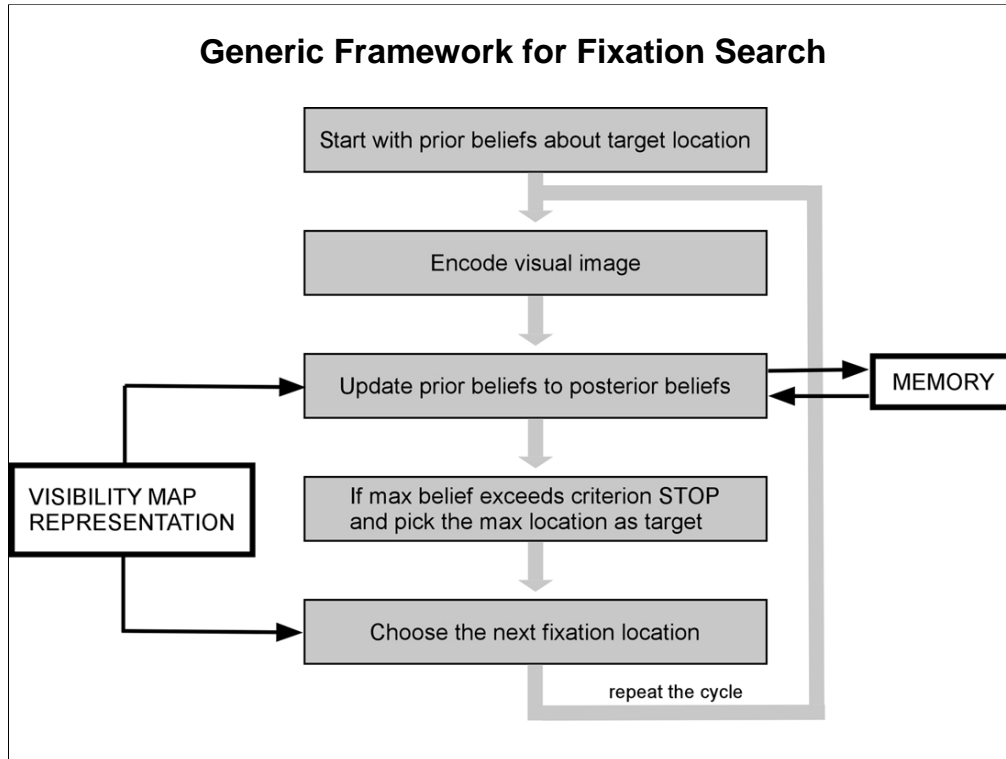 Generic Framework for Fixation Search
Start with prior beliefs about target location
Encode visual image
Update prior beliefs to posterior beliefs
MEMORY
VISIBILITY MAP
REPRESENTATION
If max belief exceeds criterion STOP
and pick the max location as target
Choose the next fixation location
repeat the cycle